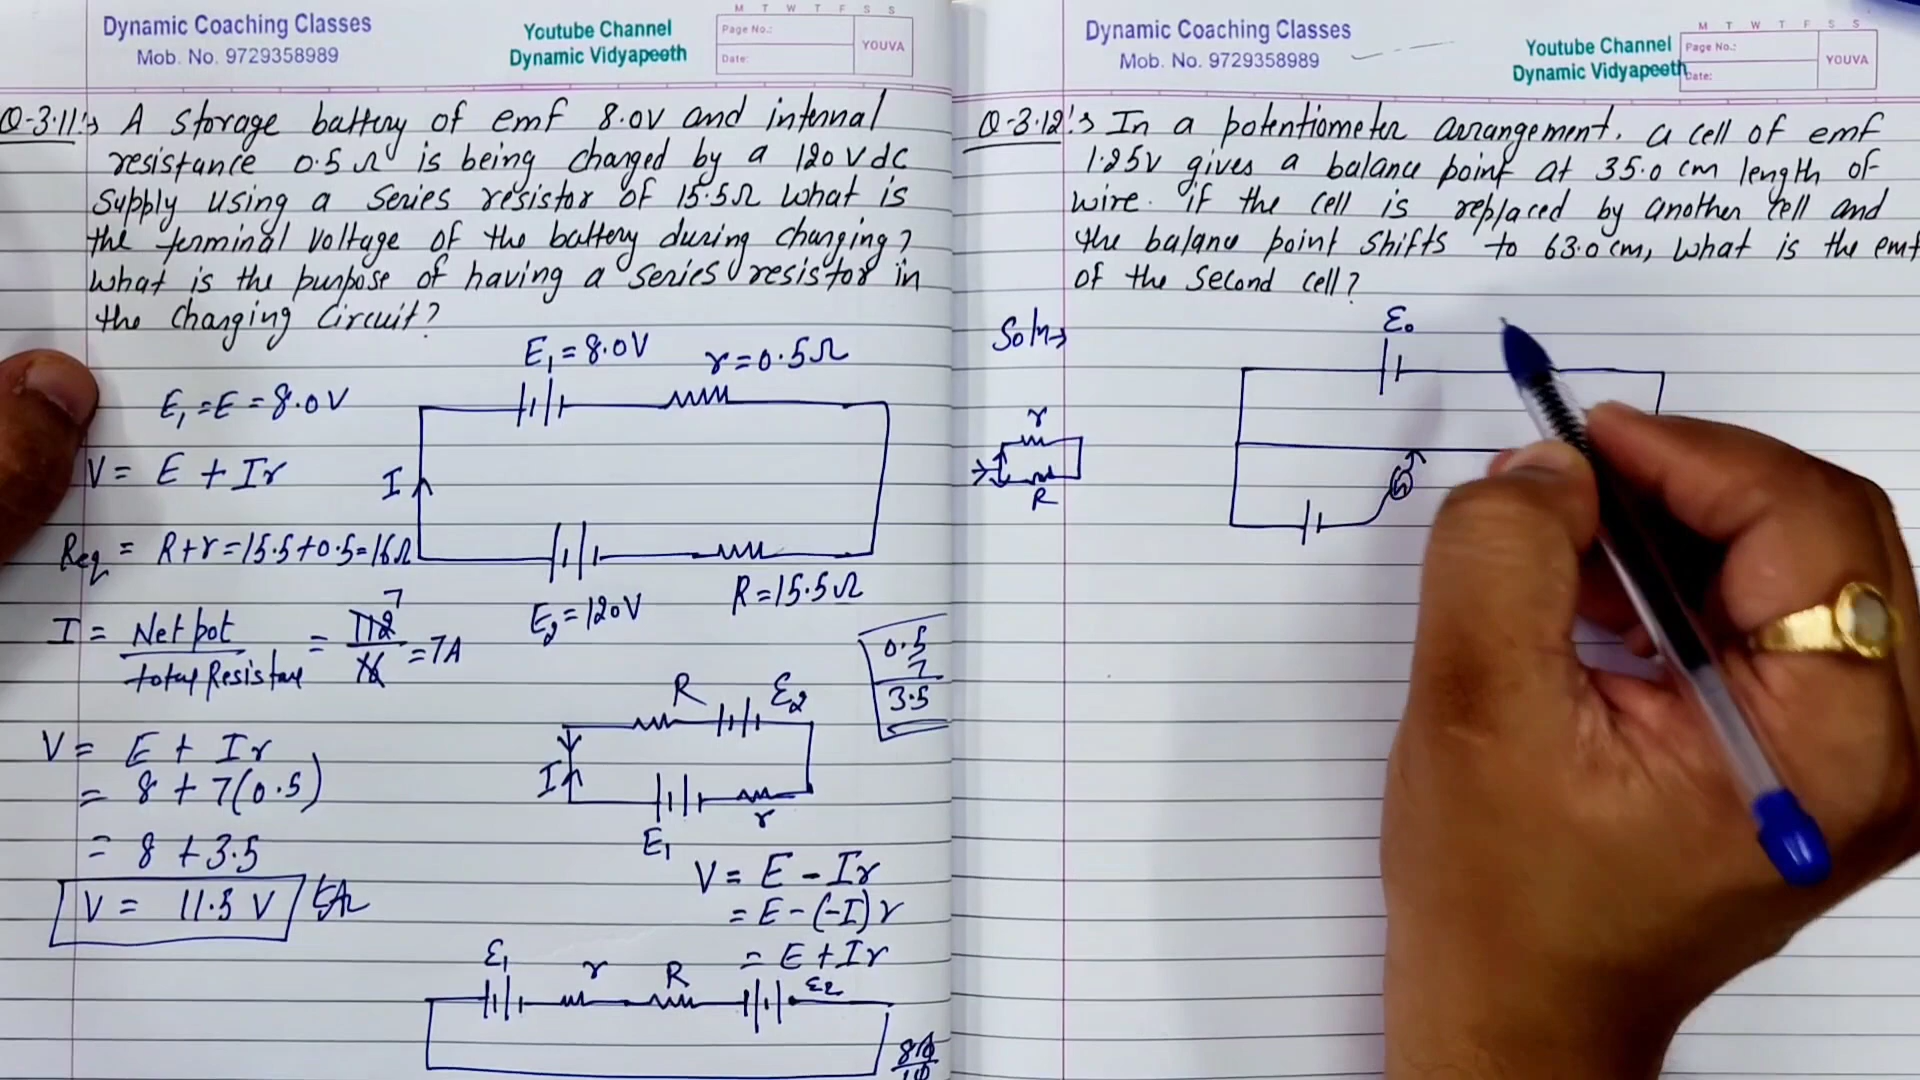 Dynamic Coaching Classes
Mob. No. 9729358989
Youtube Channel
Dynamic Vidyapeeth
M T W T F S S
Page No.:
Date:
YOUVA
Q-3.11:→ A storage battery of emf 8.0V and internal
resistance 0.5 Ω is being charged by a 120 V dc
Supply using a series resistor of 15.5Ω What is
the terminal voltage of the battery during charging?
What is the purpose of having a series resistor in
the charging Circuit?
E₁ = 8.0V
r = 0.5Ω
E₁ = E = 8.0V
V = E + Ir
I
Req = R+r = 15.5+0.5 = 16Ω
E₂ = 120V
R = 15.5Ω
I = Net pot / total Resistance = 112 / 16 = 7A
7
0.5
7
3.5
R
ε₂
I
E₁
r
V = E + Ir
= 8 + 7(0.5)
= 8 + 3.5
V = 11.5 V
V = E - Ir
= E - (-I) r
= E + Ir
ε₁
r
R
ε₂
Dynamic Coaching Classes
Mob. No. 9729358989
Youtube Channel
Dynamic Vidyapeeth
M T W T F S S
Page No.:
Date:
YOUVA
Q-3.12:→ In a potentiometer arrangement. a cell of emf
1.25V gives a balance point at 35.0 cm length of
wire. if the cell is replaced by another cell and
the balance point shifts to 63.0 cm, what is the emf
of the second cell?
Soln→
ε₀
r
R
G